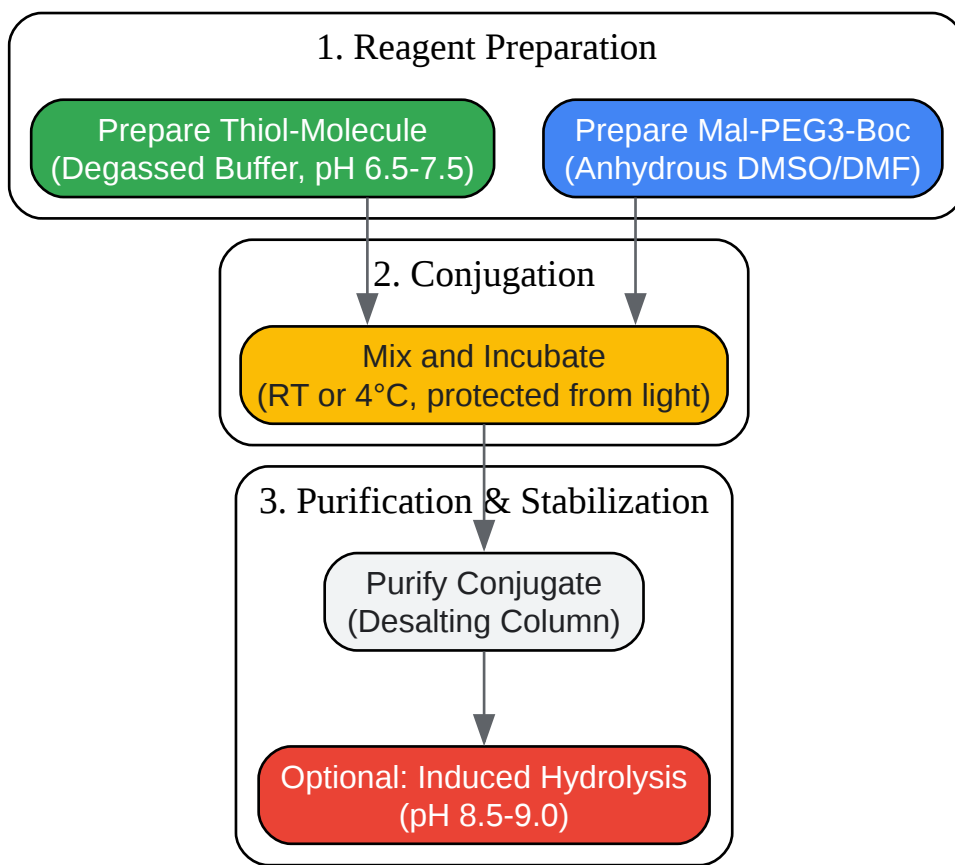 1. Reagent Preparation
Prepare Thiol-Molecule
(Degassed Buffer, pH 6.5-7.5)
Prepare Mal-PEG3-Boc
(Anhydrous DMSO/DMF)
2. Conjugation
Mix and Incubate
(RT or 4°C, protected from light)
3. Purification & Stabilization
Purify Conjugate
(Desalting Column)
Optional: Induced Hydrolysis
(pH 8.5-9.0)